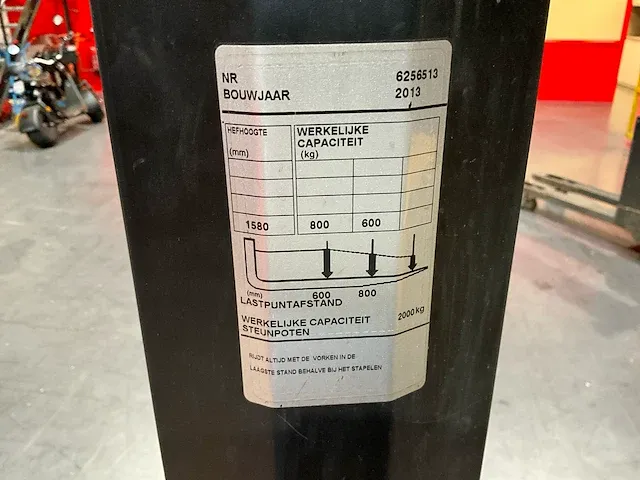 NR 6256513
BOUWJAAR 2013
HEFHOOGTE
(mm)
WERKELIJKE
CAPACITEIT
(kg)
1580 800 600
(mm) 600 800
LASTPUNTAFSTAND
WERKELIJKE CAPACITEIT 2000 kg
STEUNPOTEN
RIJDT ALTIJD MET DE VORKEN IN DE
LAAGSTE STAND BEHALVE BIJ HET STAPELEN